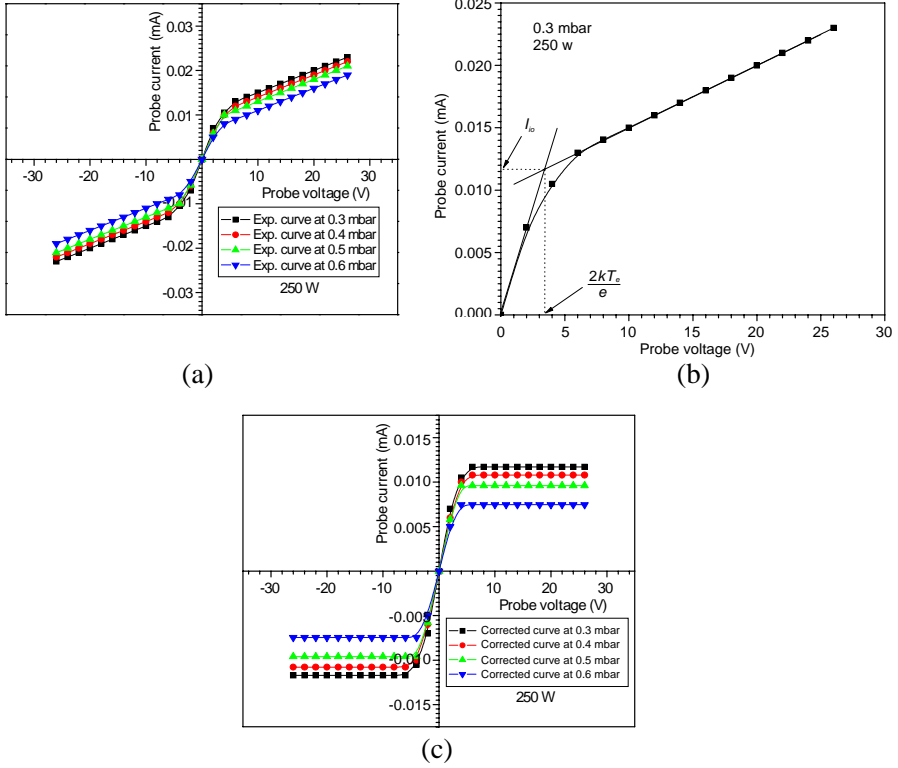 0.03
0.02
0.01
Probe current (mA)
-30 -20 -10 0 10 20 30
Probe voltage (V)
-0.02
-0.03
Exp. curve at 0.3 mbar
Exp. curve at 0.4 mbar
Exp. curve at 0.5 mbar
Exp. curve at 0.6 mbar
250 W
(a)
0.025
0.020
0.015
0.010
0.005
0.000
Probe current (mA)
0.3 mbar
250 w
I_{io}
2kT_e
e
0 5 10 15 20 25 30
Probe voltage (V)
(b)
0.015
0.010
0.005
Probe current (mA)
-30 -20 -10 0 10 20 30
Probe voltage (V)
-0.015
Corrected curve at 0.3 mbar
Corrected curve at 0.4 mbar
Corrected curve at 0.5 mbar
Corrected curve at 0.6 mbar
250 W
(c)